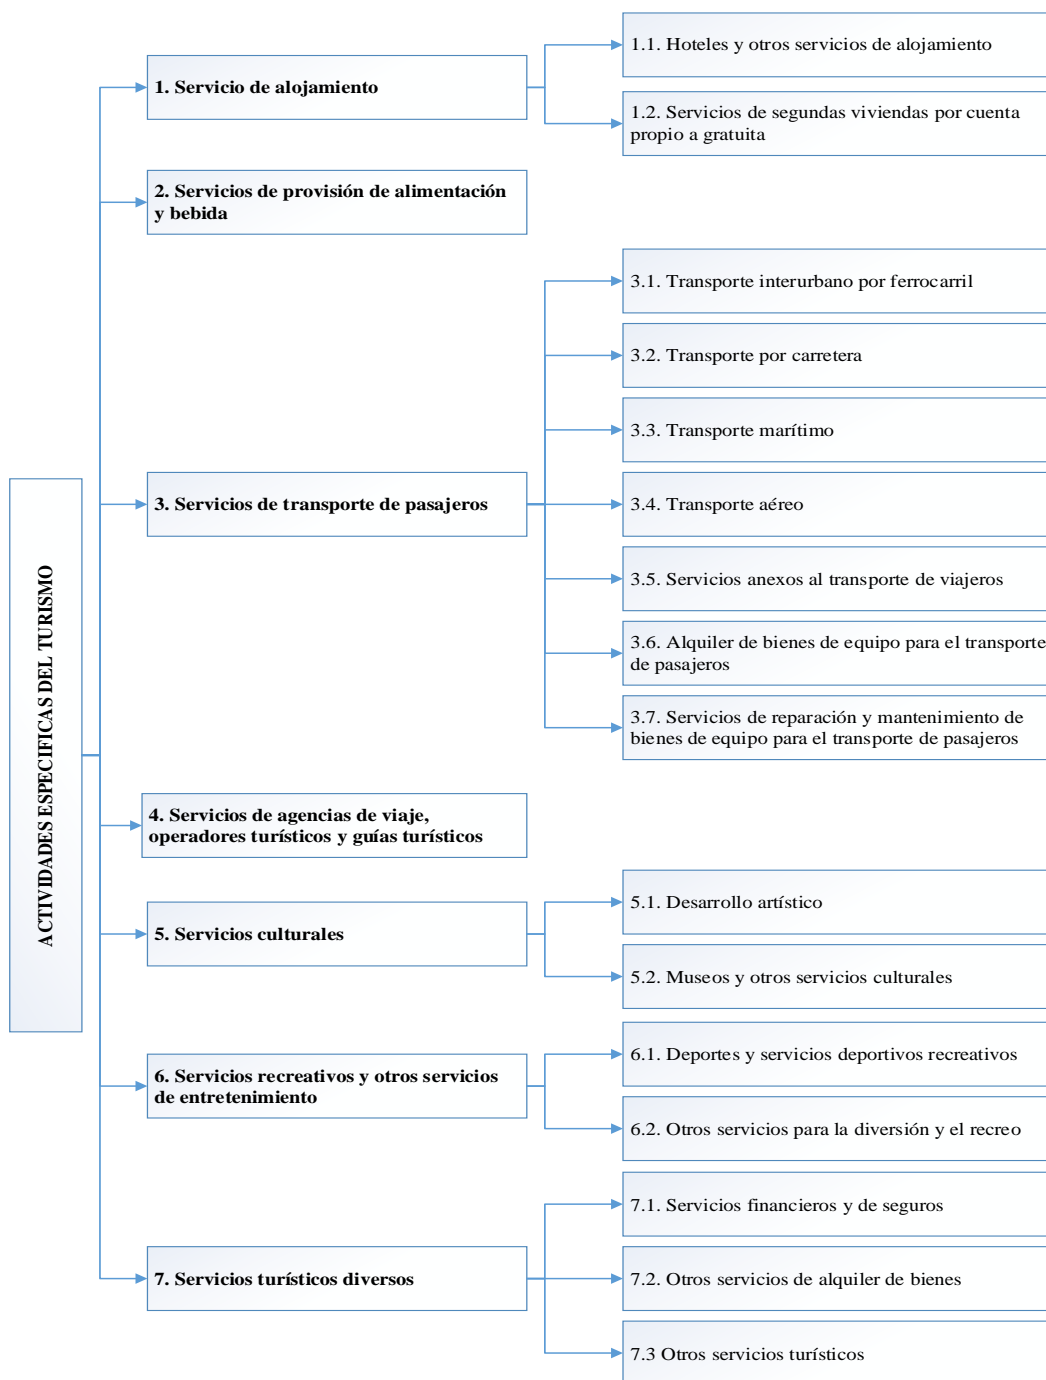 ACTIVIDADES ESPECIFICAS DEL TURISMO
1. Servicio de alojamiento
1.1. Hoteles y otros servicios de alojamiento
1.2. Servicios de segundas viviendas por cuenta
propio a gratuita
2. Servicios de provisión de alimentación
y bebida
3. Servicios de transporte de pasajeros
3.1. Transporte interurbano por ferrocarril
3.2. Transporte por carretera
3.3. Transporte marítimo
3.4. Transporte aéreo
3.5. Servicios anexos al transporte de viajeros
3.6. Alquiler de bienes de equipo para el transporte
de pasajeros
3.7. Servicios de reparación y mantenimiento de
bienes de equipo para el transporte de pasajeros
4. Servicios de agencias de viaje,
operadores turísticos y guías turísticos
5. Servicios culturales
5.1. Desarrollo artístico
5.2. Museos y otros servicios culturales
6. Servicios recreativos y otros servicios
de entretenimiento
6.1. Deportes y servicios deportivos recreativos
6.2. Otros servicios para la diversión y el recreo
7. Servicios turísticos diversos
7.1. Servicios financieros y de seguros
7.2. Otros servicios de alquiler de bienes
7.3 Otros servicios turísticos